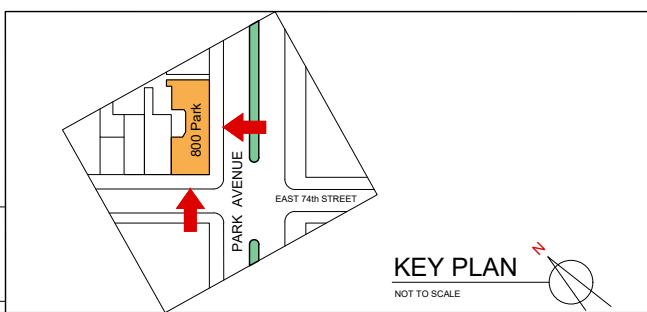 800 Park
PARK AVENUE
EAST 74th STREET
KEY PLAN
NOT TO SCALE
N